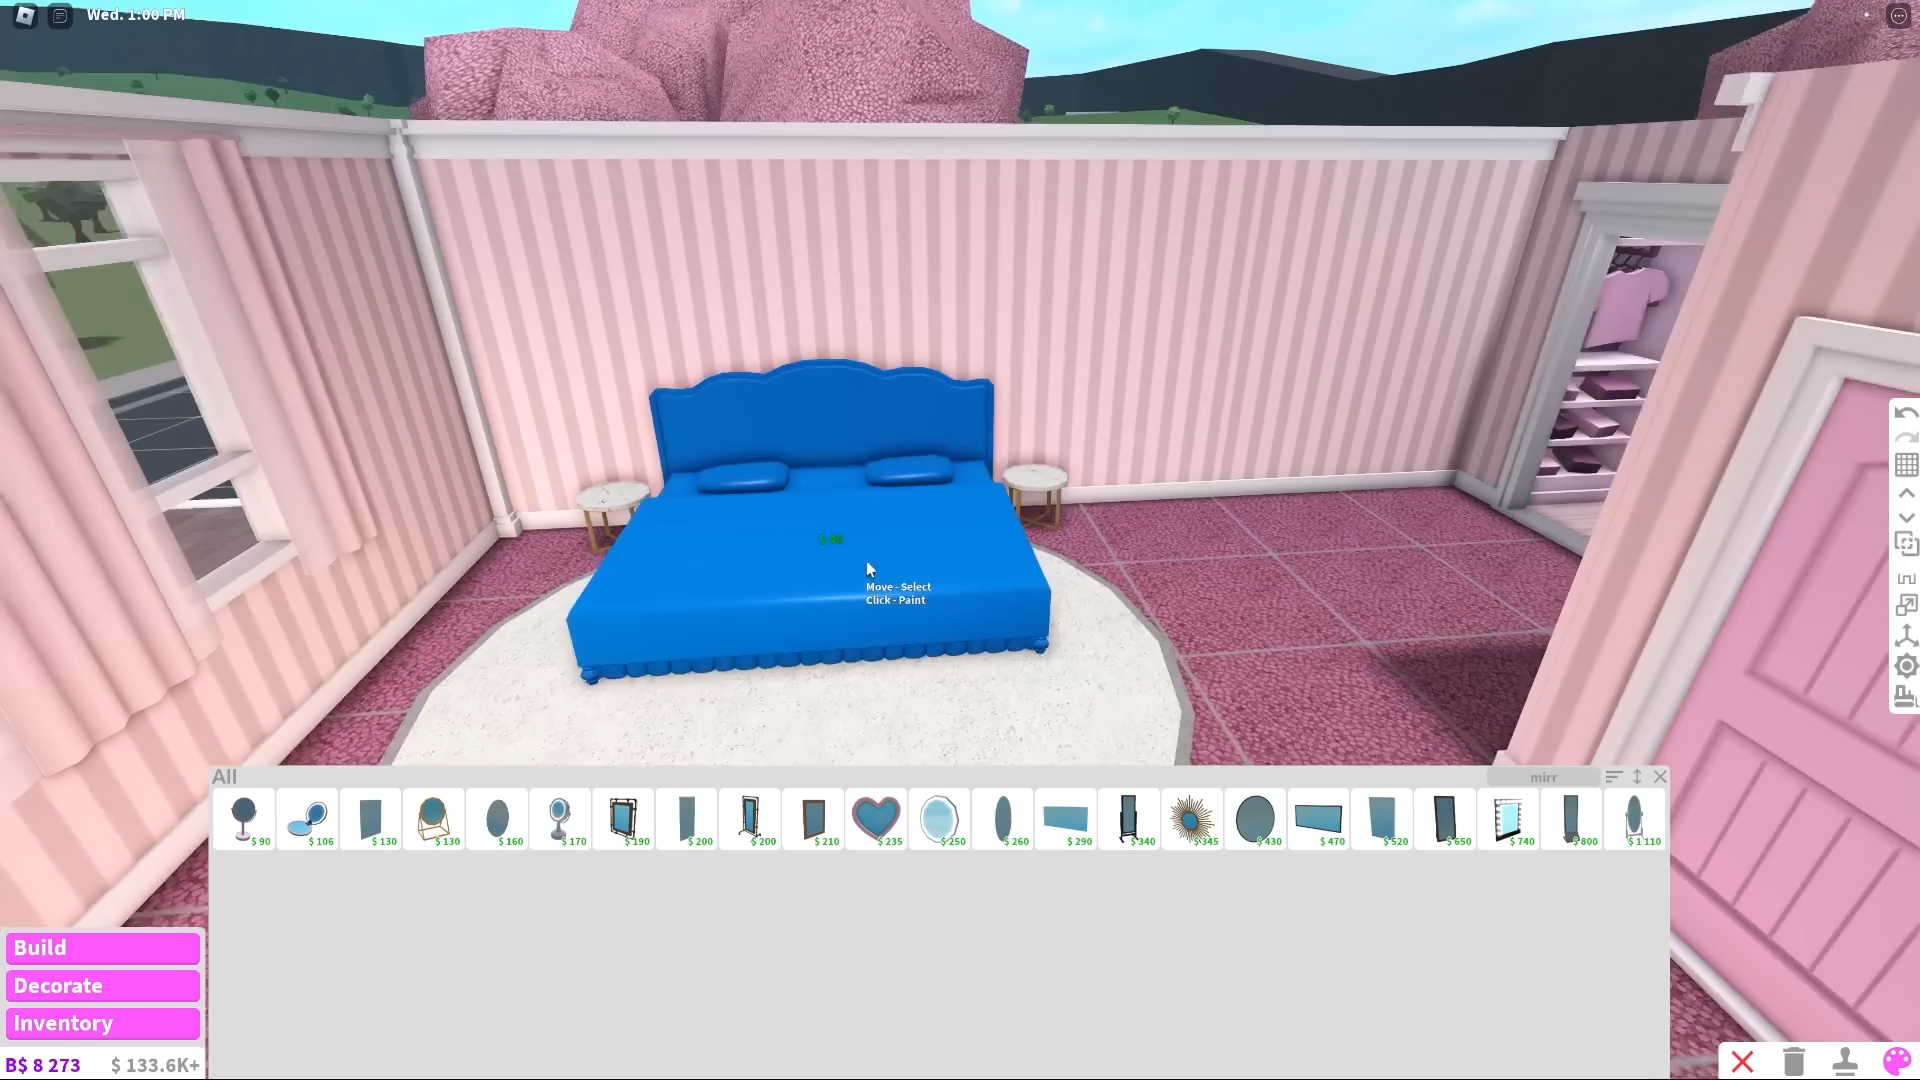 Wed. 1:00 PM
Move - Select
Click - Paint
All
mirr
$ 90
$ 106
$ 130
$ 130
$ 160
$ 170
$ 190
$ 200
$ 200
$ 210
$ 235
$ 250
$ 260
$ 290
$ 340
$ 345
$ 430
$ 470
$ 520
$ 650
$ 740
$ 800
$ 1 110
Build
Decorate
Inventory
B$ 8 273
$ 133.6K+